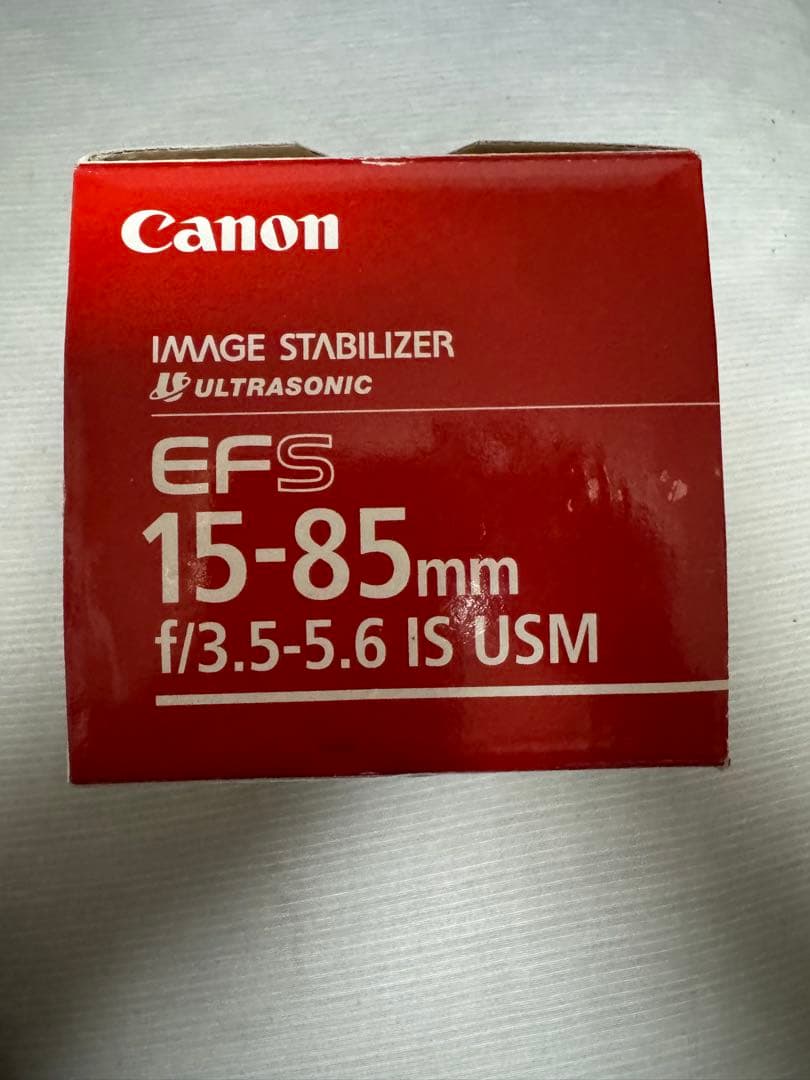 Canon
IMAGE STABILIZER
ULTRASONIC
EFS
15-85mm
f/3.5-5.6 IS USM